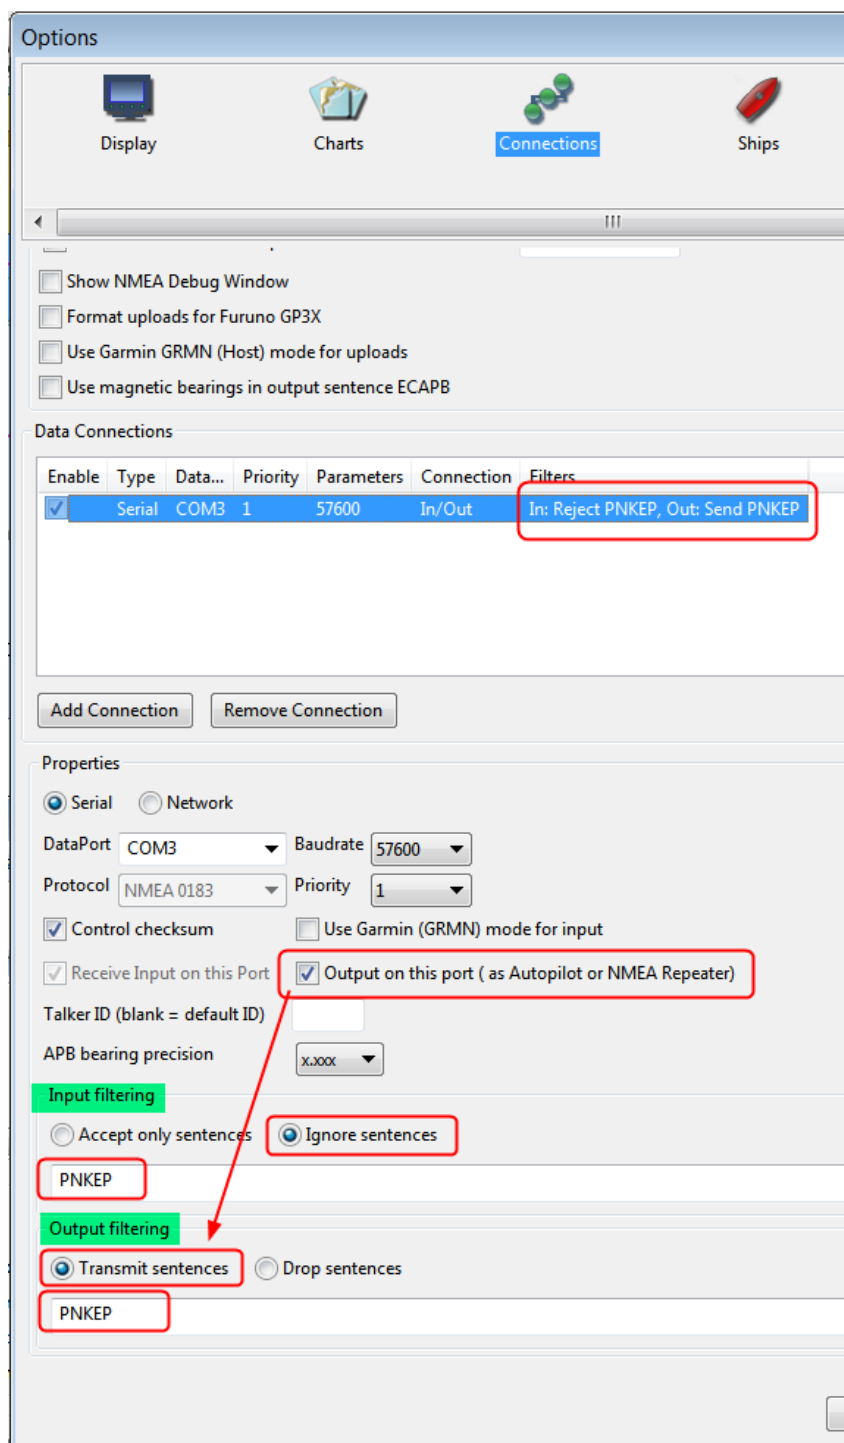 Options
Display Charts Connections Ships
Show NMEA Debug Window
Format uploads for Furuno GP3X
Use Garmin GRMN (Host) mode for uploads
Use magnetic bearings in output sentence ECAPB
Data Connections
Enable Type Data... Priority Parameters Connection Filters
Serial COM3 1 57600 In/Out In: Reject PNKEP, Out: Send PNKEP
Add Connection Remove Connection
Properties
Serial Network
DataPort COM3 Baudrate 57600
Protocol NMEA 0183 Priority 1
Control checksum Use Garmin (GRMN) mode for input
Receive Input on this Port Output on this port ( as Autopilot or NMEA Repeater)
Talker ID (blank = default ID)
APB bearing precision x.xxx
Input filtering
Accept only sentences Ignore sentences
PNKEP
Output filtering
Transmit sentences Drop sentences
PNKEP